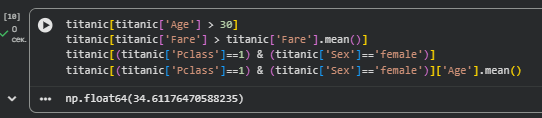 [10]
0
сек.
titanic[titanic['Age'] > 30]
titanic[titanic['Fare'] > titanic['Fare'].mean()]
titanic[(titanic['Pclass']==1) & (titanic['Sex']=='female')]
titanic[(titanic['Pclass']==1) & (titanic['Sex']=='female')]['Age'].mean()
np.float64(34.61176470588235)